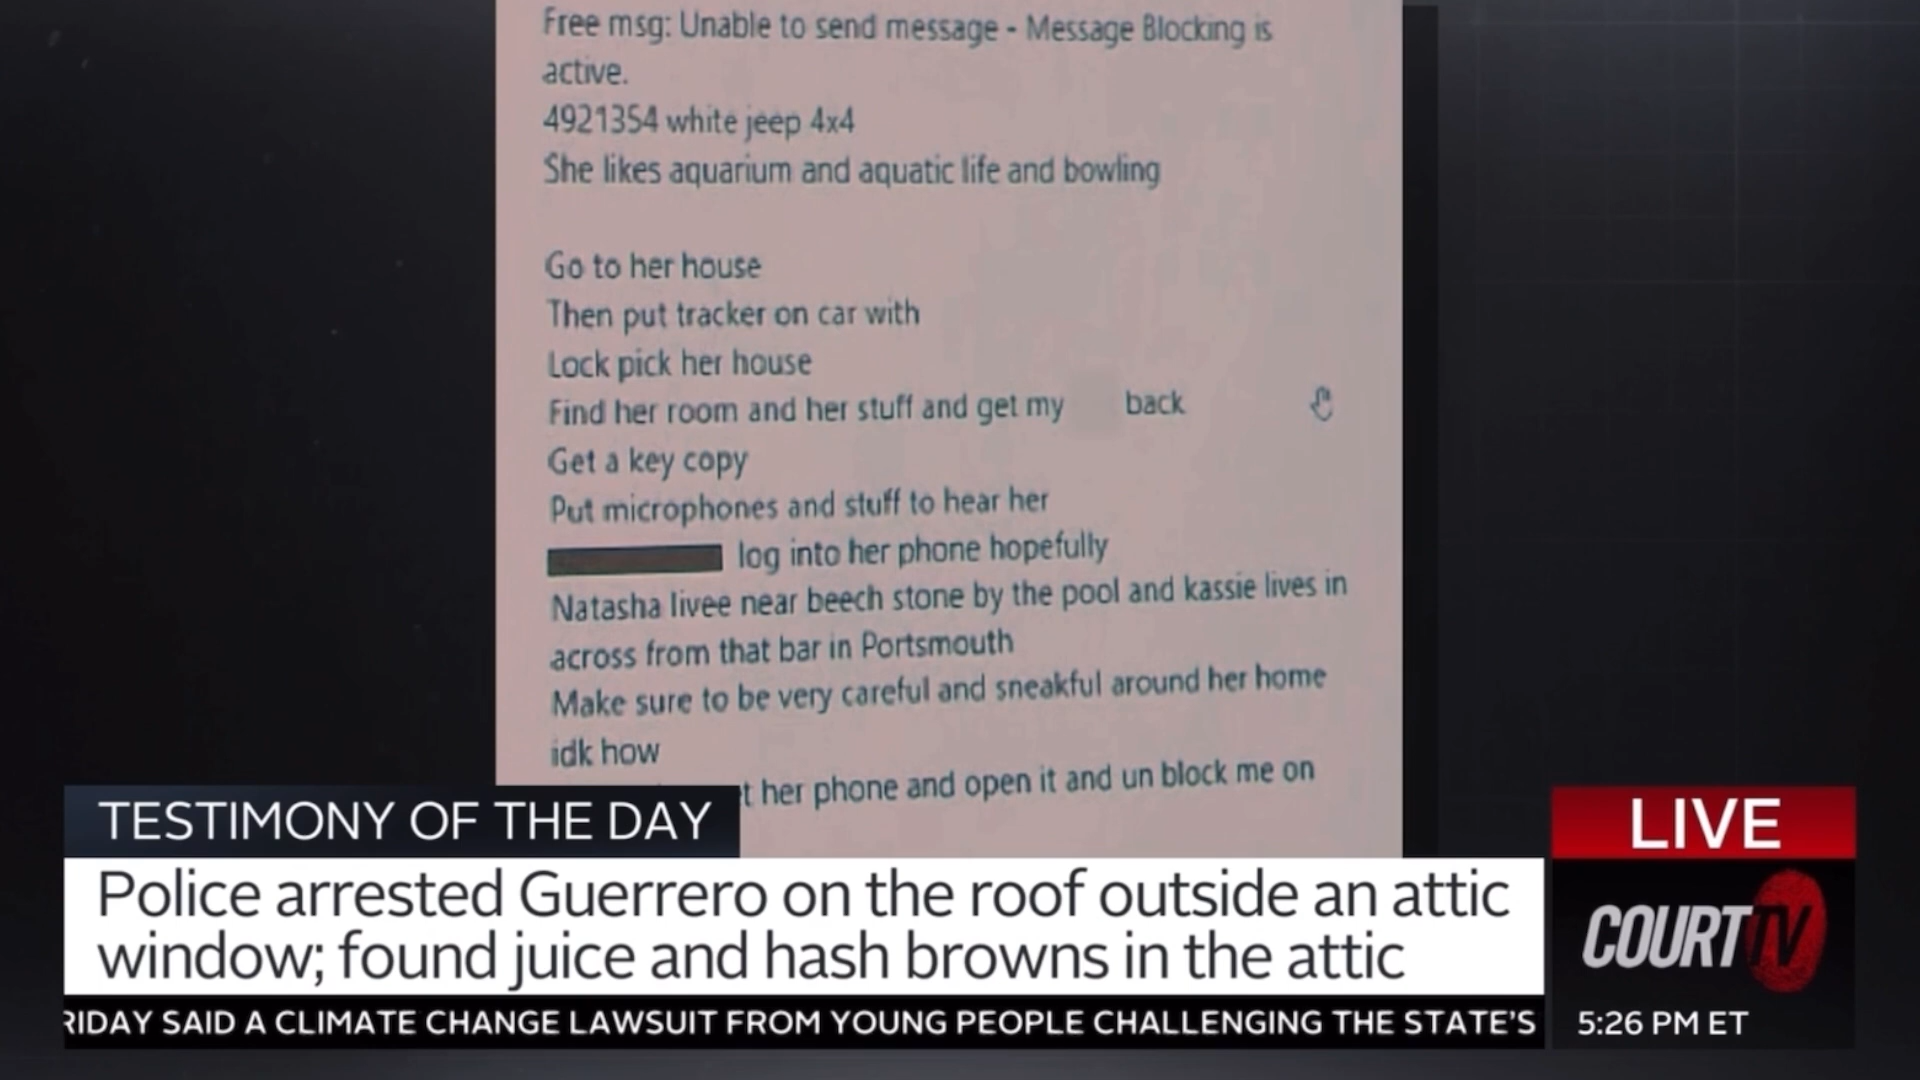 Free msg: Unable to send message - Message Blocking is
active.
4921354 white jeep 4x4
She likes aquarium and aquatic life and bowling
Go to her house
Then put tracker on car with
Lock pick her house
Find her room and her stuff and get my back
Get a key copy
Put microphones and stuff to hear her
log into her phone hopefully
Natasha livee near beech stone by the pool and kassie lives in
across from that bar in Portsmouth
Make sure to be very careful and sneakful around her home
idk how
her phone and open it and un block me on
TESTIMONY OF THE DAY
Police arrested Guerrero on the roof outside an attic
window; found juice and hash browns in the attic
RIDAY SAID A CLIMATE CHANGE LAWSUIT FROM YOUNG PEOPLE CHALLENGING THE STATE'S
LIVE
COURT TV
5:26 PM ET